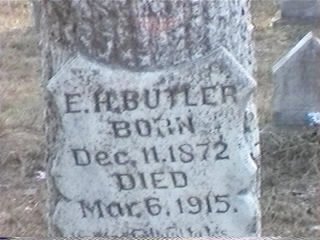 E.H. BUTLER
BORN
Dec. 11. 1872
DIED
Mar. 6. 1915.